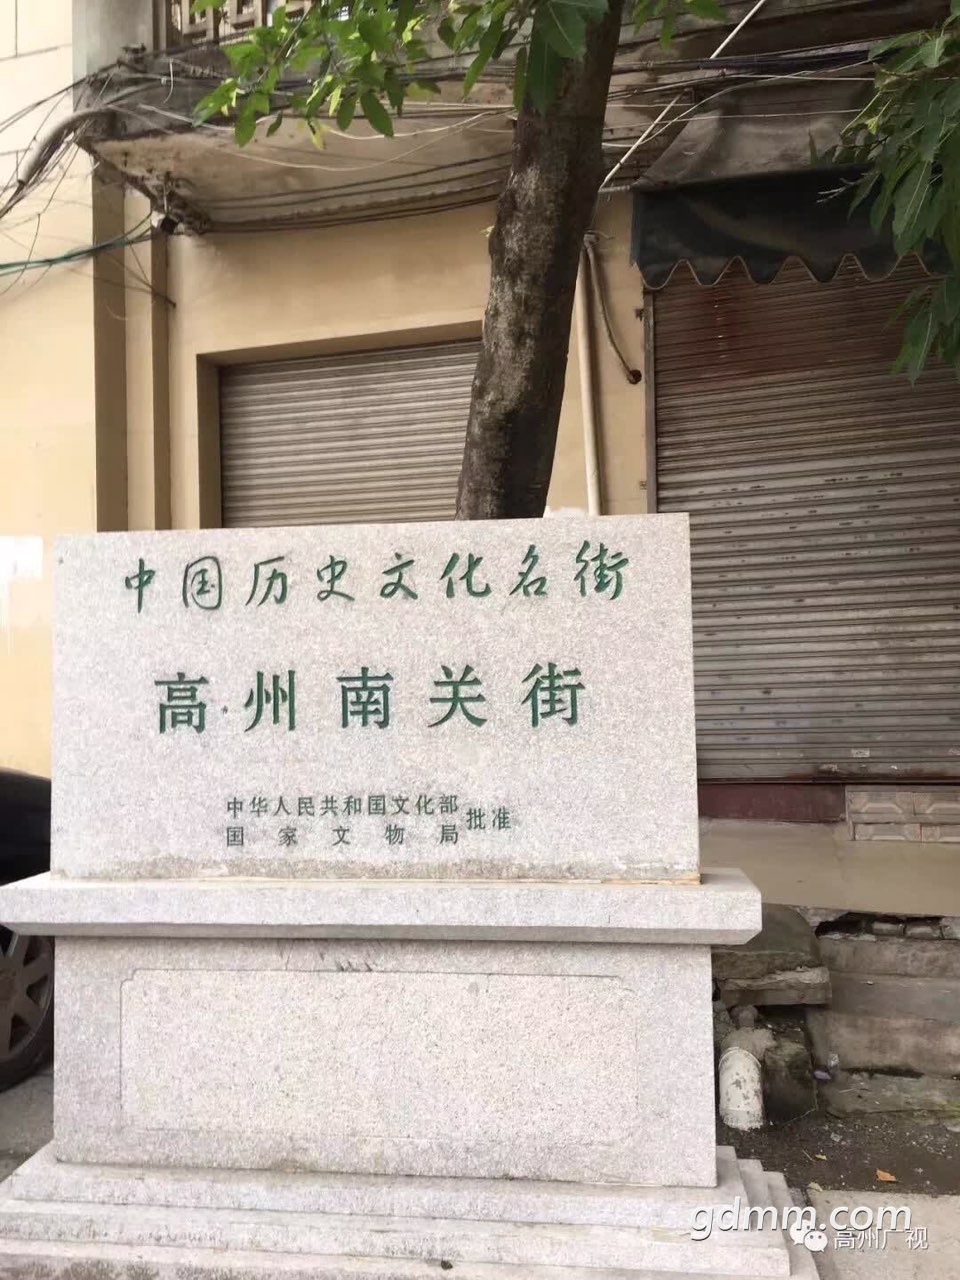 中国历史文化名街
高州南关街
中华人民共和国文化部
国家文物局
批准
gdmm.com
高州广视